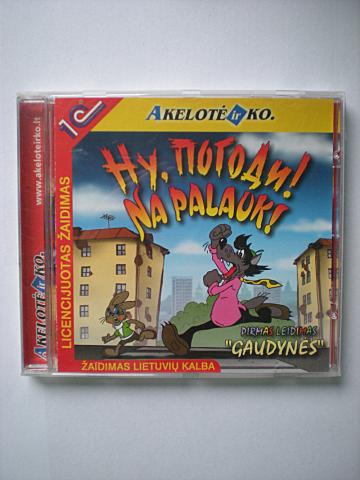 1C
AKELOTĖ ir KO.
www.akeloteirko.lt
AKELOTĖ ir KO.
LICENCIJUOTAS ŽAIDIMAS
Ну, погоди!
NA PALAUK!
PIRMAS LEIDIMAS
"GAUDYNĖS"
ŽAIDIMAS LIETUVIŲ KALBA